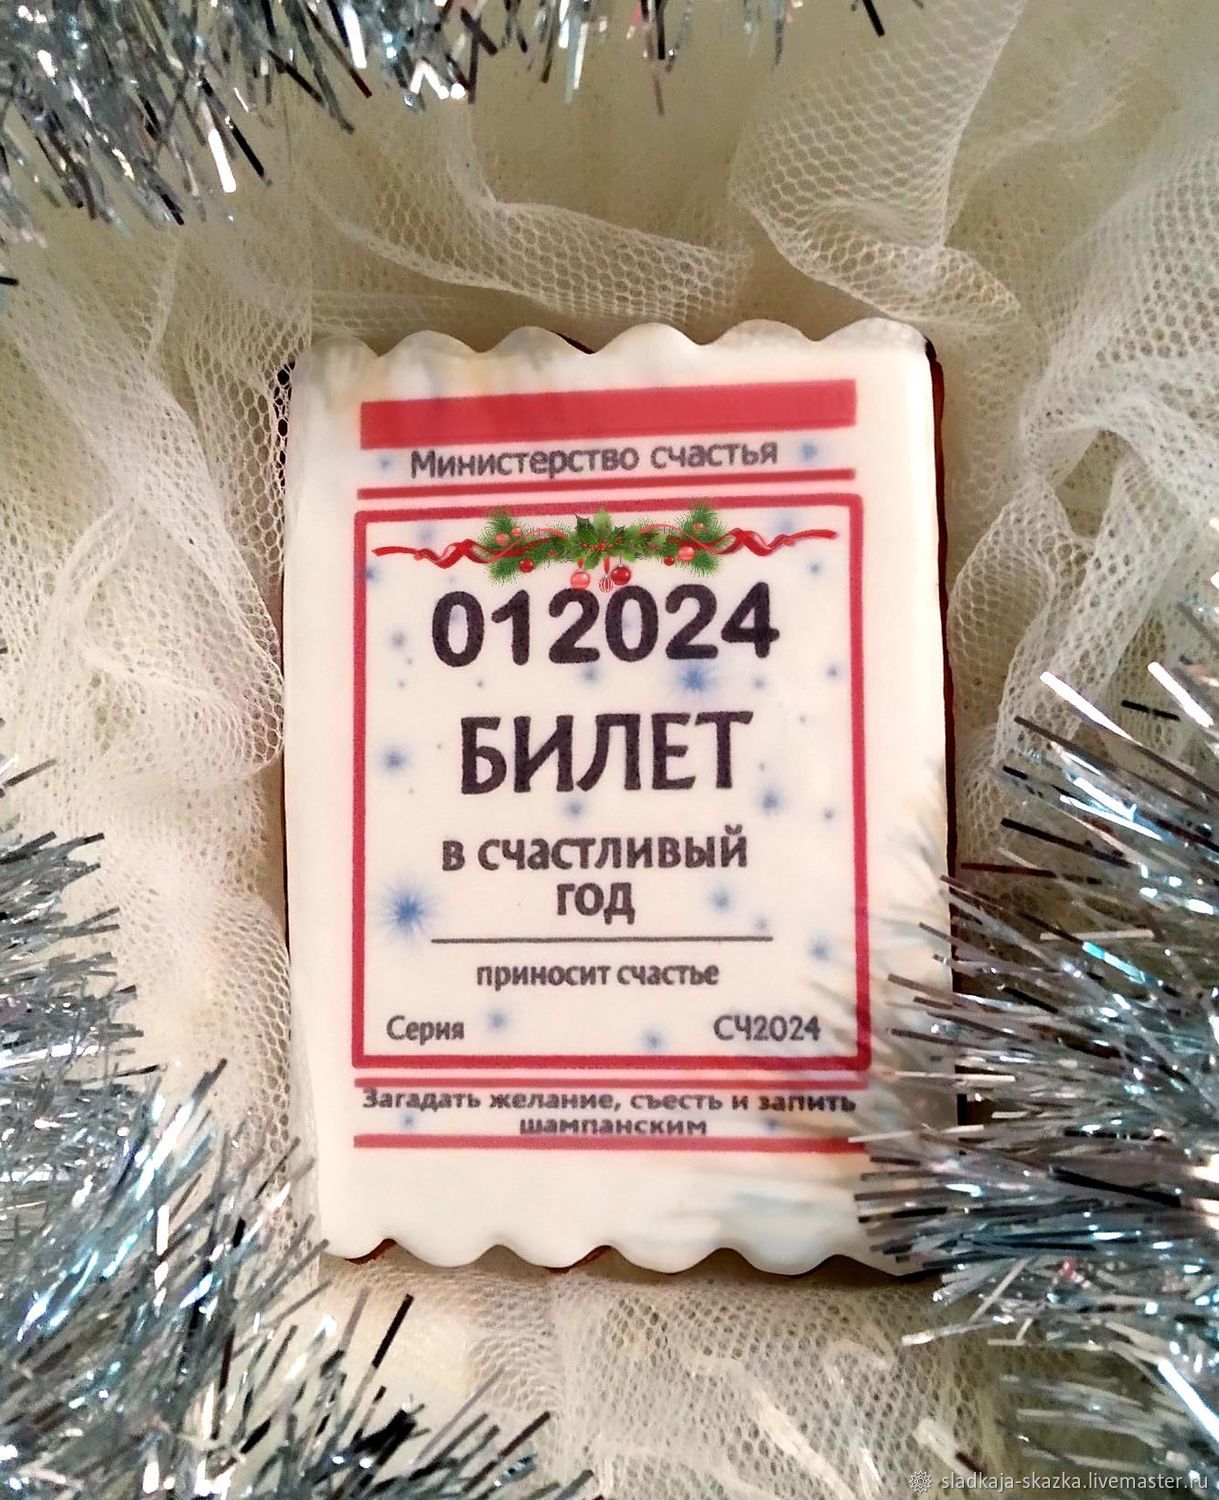 Министерство счастья
012024
БИЛЕТ
в счастливый
год
приносит счастье
Серия СЧ2024
Загадать желание, съесть и запить
шампанским
sladkaja-skazka.livemaster.ru